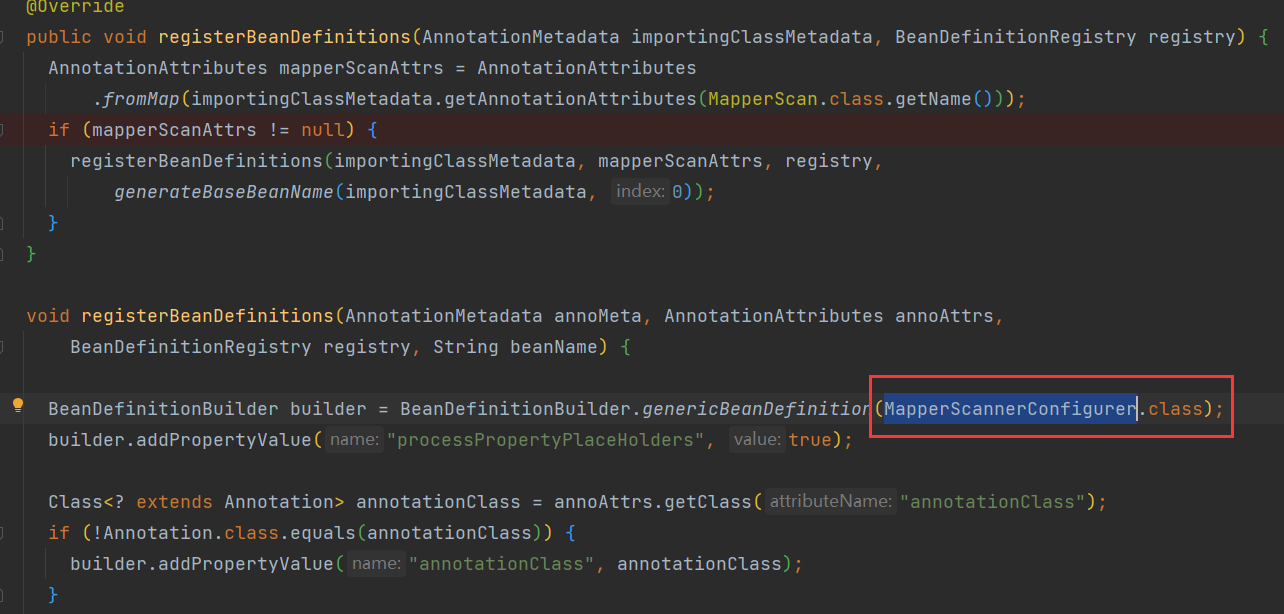 @Override
public void registerBeanDefinitions(AnnotationMetadata importingClassMetadata, BeanDefinitionRegistry registry) {
AnnotationAttributes mapperScanAttrs = AnnotationAttributes
.fromMap(importingClassMetadata.getAnnotationAttributes(MapperScan.class.getName()));
if (mapperScanAttrs != null) {
registerBeanDefinitions(importingClassMetadata, mapperScanAttrs, registry,
generateBaseBeanName(importingClassMetadata, index: 0));
}
}
void registerBeanDefinitions(AnnotationMetadata annoMeta, AnnotationAttributes annoAttrs,
BeanDefinitionRegistry registry, String beanName) {
BeanDefinitionBuilder builder = BeanDefinitionBuilder.genericBeanDefinition(MapperScannerConfigurer.class);
builder.addPropertyValue( name: "processPropertyPlaceHolders", value: true);
Class<? extends Annotation> annotationClass = annoAttrs.getClass( attributeName: "annotationClass");
if (!Annotation.class.equals(annotationClass)) {
builder.addPropertyValue( name: "annotationClass", annotationClass);
}